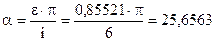 α = (ε · π) / i = (0,85521 · π) / 6 = 25,6563